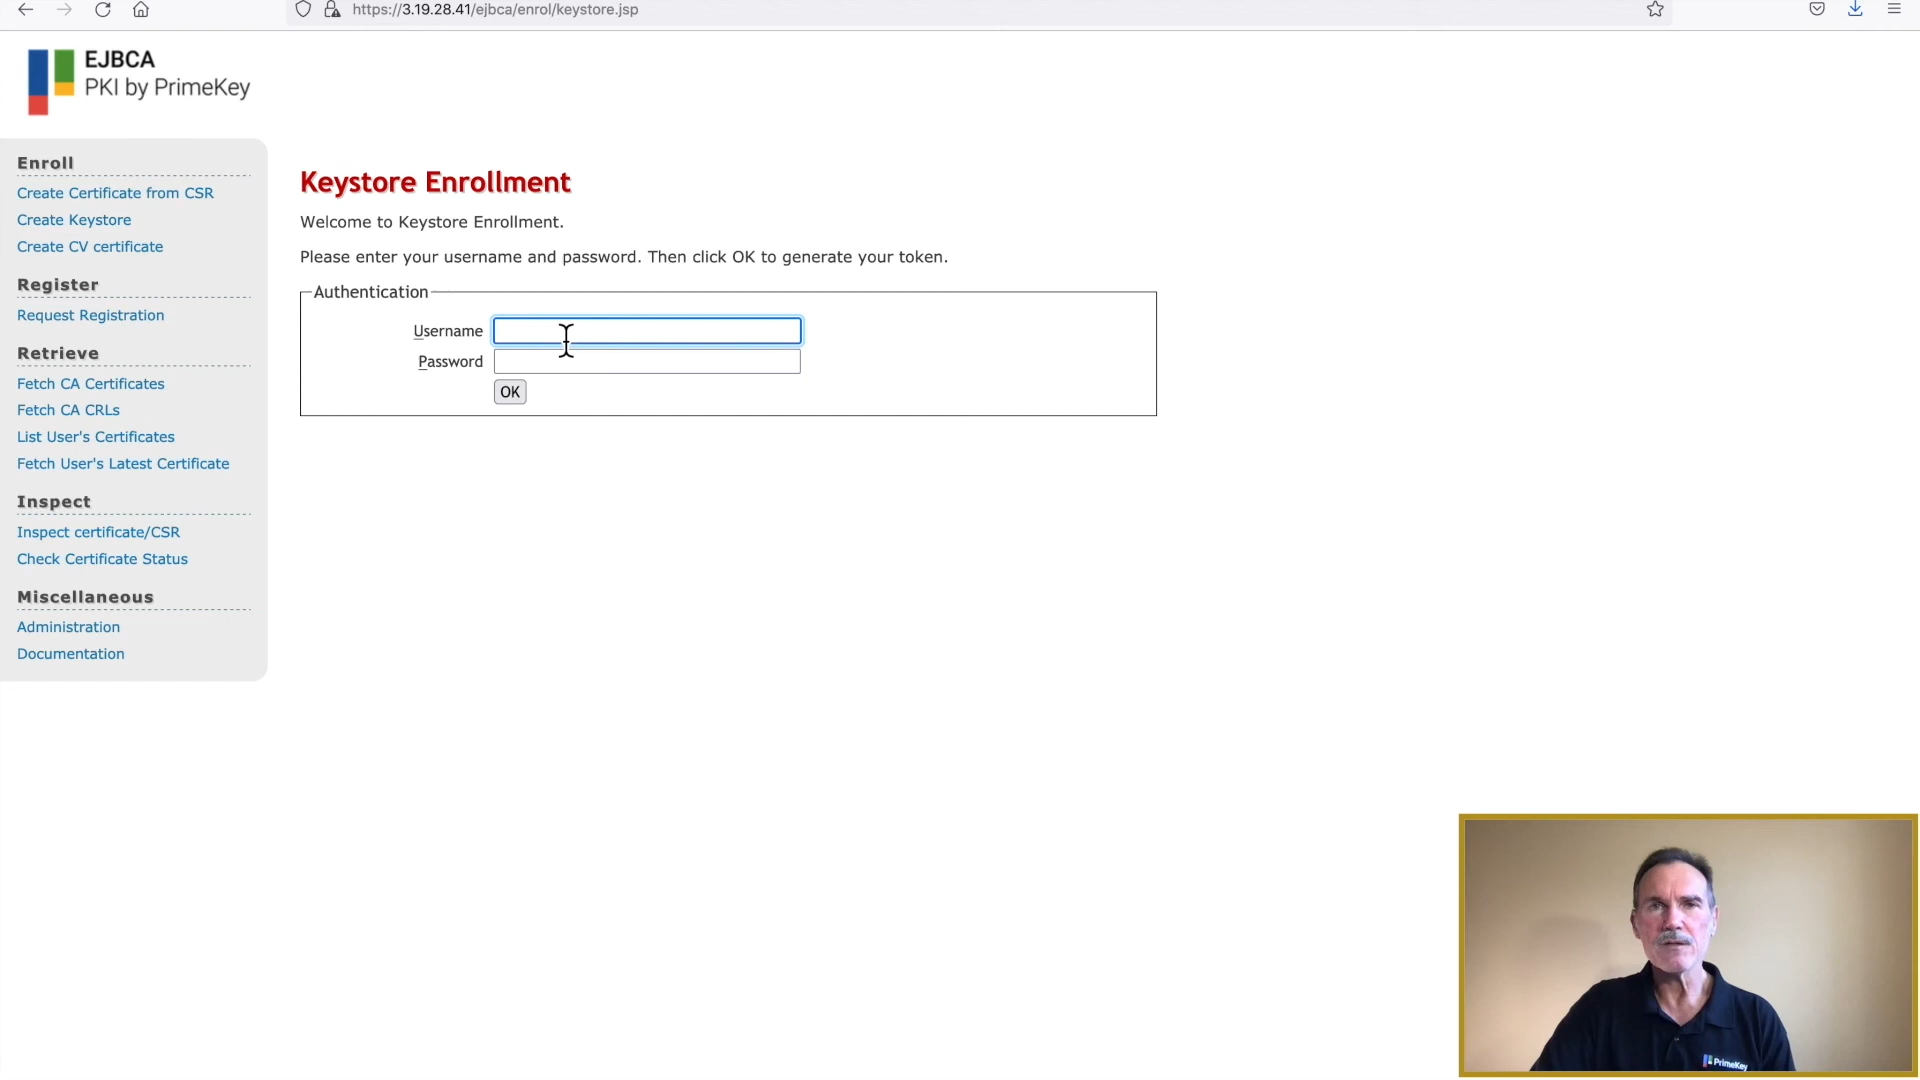 https://3.19.28.41/ejbca/enrol/keystore.jsp
EJBCA
PKI by PrimeKey
Enroll
Create Certificate from CSR
Create Keystore
Create CV certificate
Register
Request Registration
Retrieve
Fetch CA Certificates
Fetch CA CRLs
List User's Certificates
Fetch User's Latest Certificate
Inspect
Inspect certificate/CSR
Check Certificate Status
Miscellaneous
Administration
Documentation
Keystore Enrollment
Welcome to Keystore Enrollment.
Please enter your username and password. Then click OK to generate your token.
Authentication
Username
Password
OK
PrimeKey